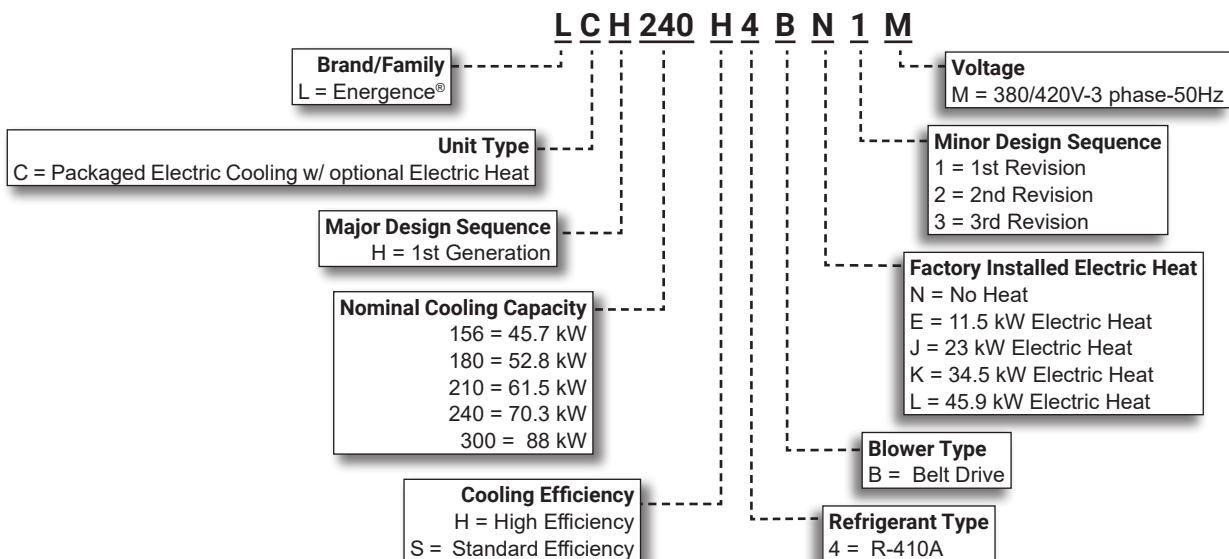 L C H 240 H 4 B N 1 M
Brand/Family
L = Energence®
Unit Type
C = Packaged Electric Cooling w/ optional Electric Heat
Major Design Sequence
H = 1st Generation
Nominal Cooling Capacity
156 = 45.7 kW
180 = 52.8 kW
210 = 61.5 kW
240 = 70.3 kW
300 = 88 kW
Cooling Efficiency
H = High Efficiency
S = Standard Efficiency
Voltage
M = 380/420V-3 phase-50Hz
Minor Design Sequence
1 = 1st Revision
2 = 2nd Revision
3 = 3rd Revision
Factory Installed Electric Heat
N = No Heat
E = 11.5 kW Electric Heat
J = 23 kW Electric Heat
K = 34.5 kW Electric Heat
L = 45.9 kW Electric Heat
Blower Type
B = Belt Drive
Refrigerant Type
4 = R-410A